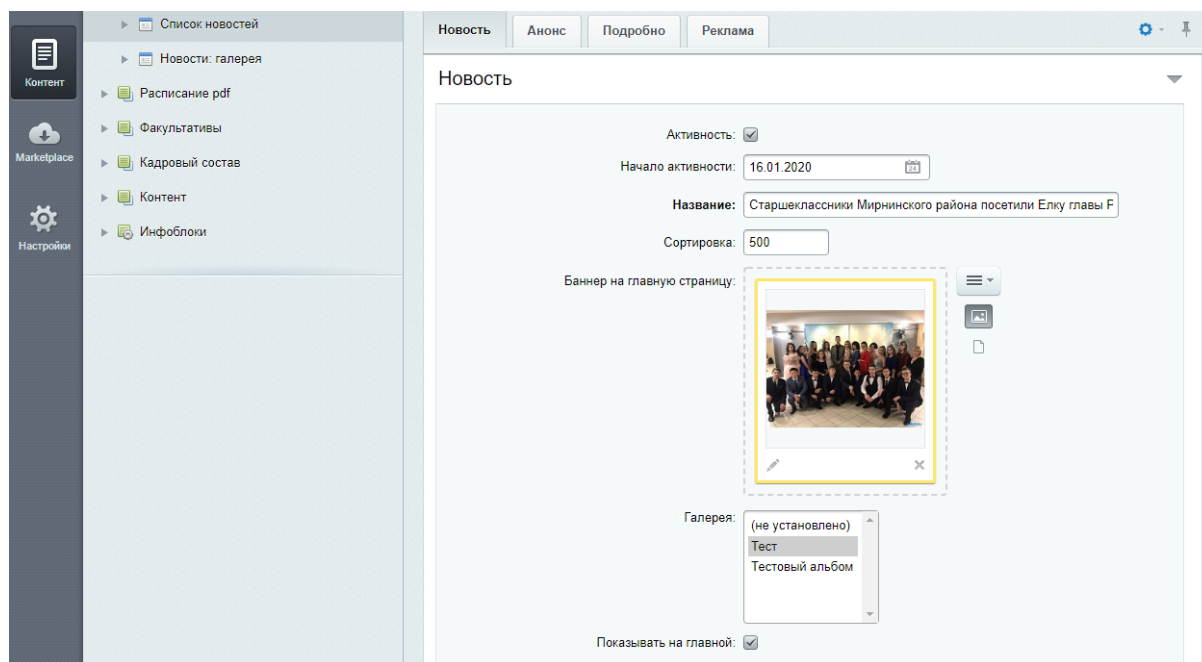 Контент
Marketplace
Настройки
Список новостей
Новости: галерея
Расписание pdf
Факультативы
Кадровый состав
Контент
Инфоблоки
Новость
Анонс
Подробно
Реклама
Новость
Активность:
Начало активности: 16.01.2020
24
Название: Старшеклассники Мирнинского района посетили Елку главы Р
Сортировка: 500
Баннер на главную страницу:
Галерея: (не установлено)
Тест
Тестовый альбом
Показывать на главной: